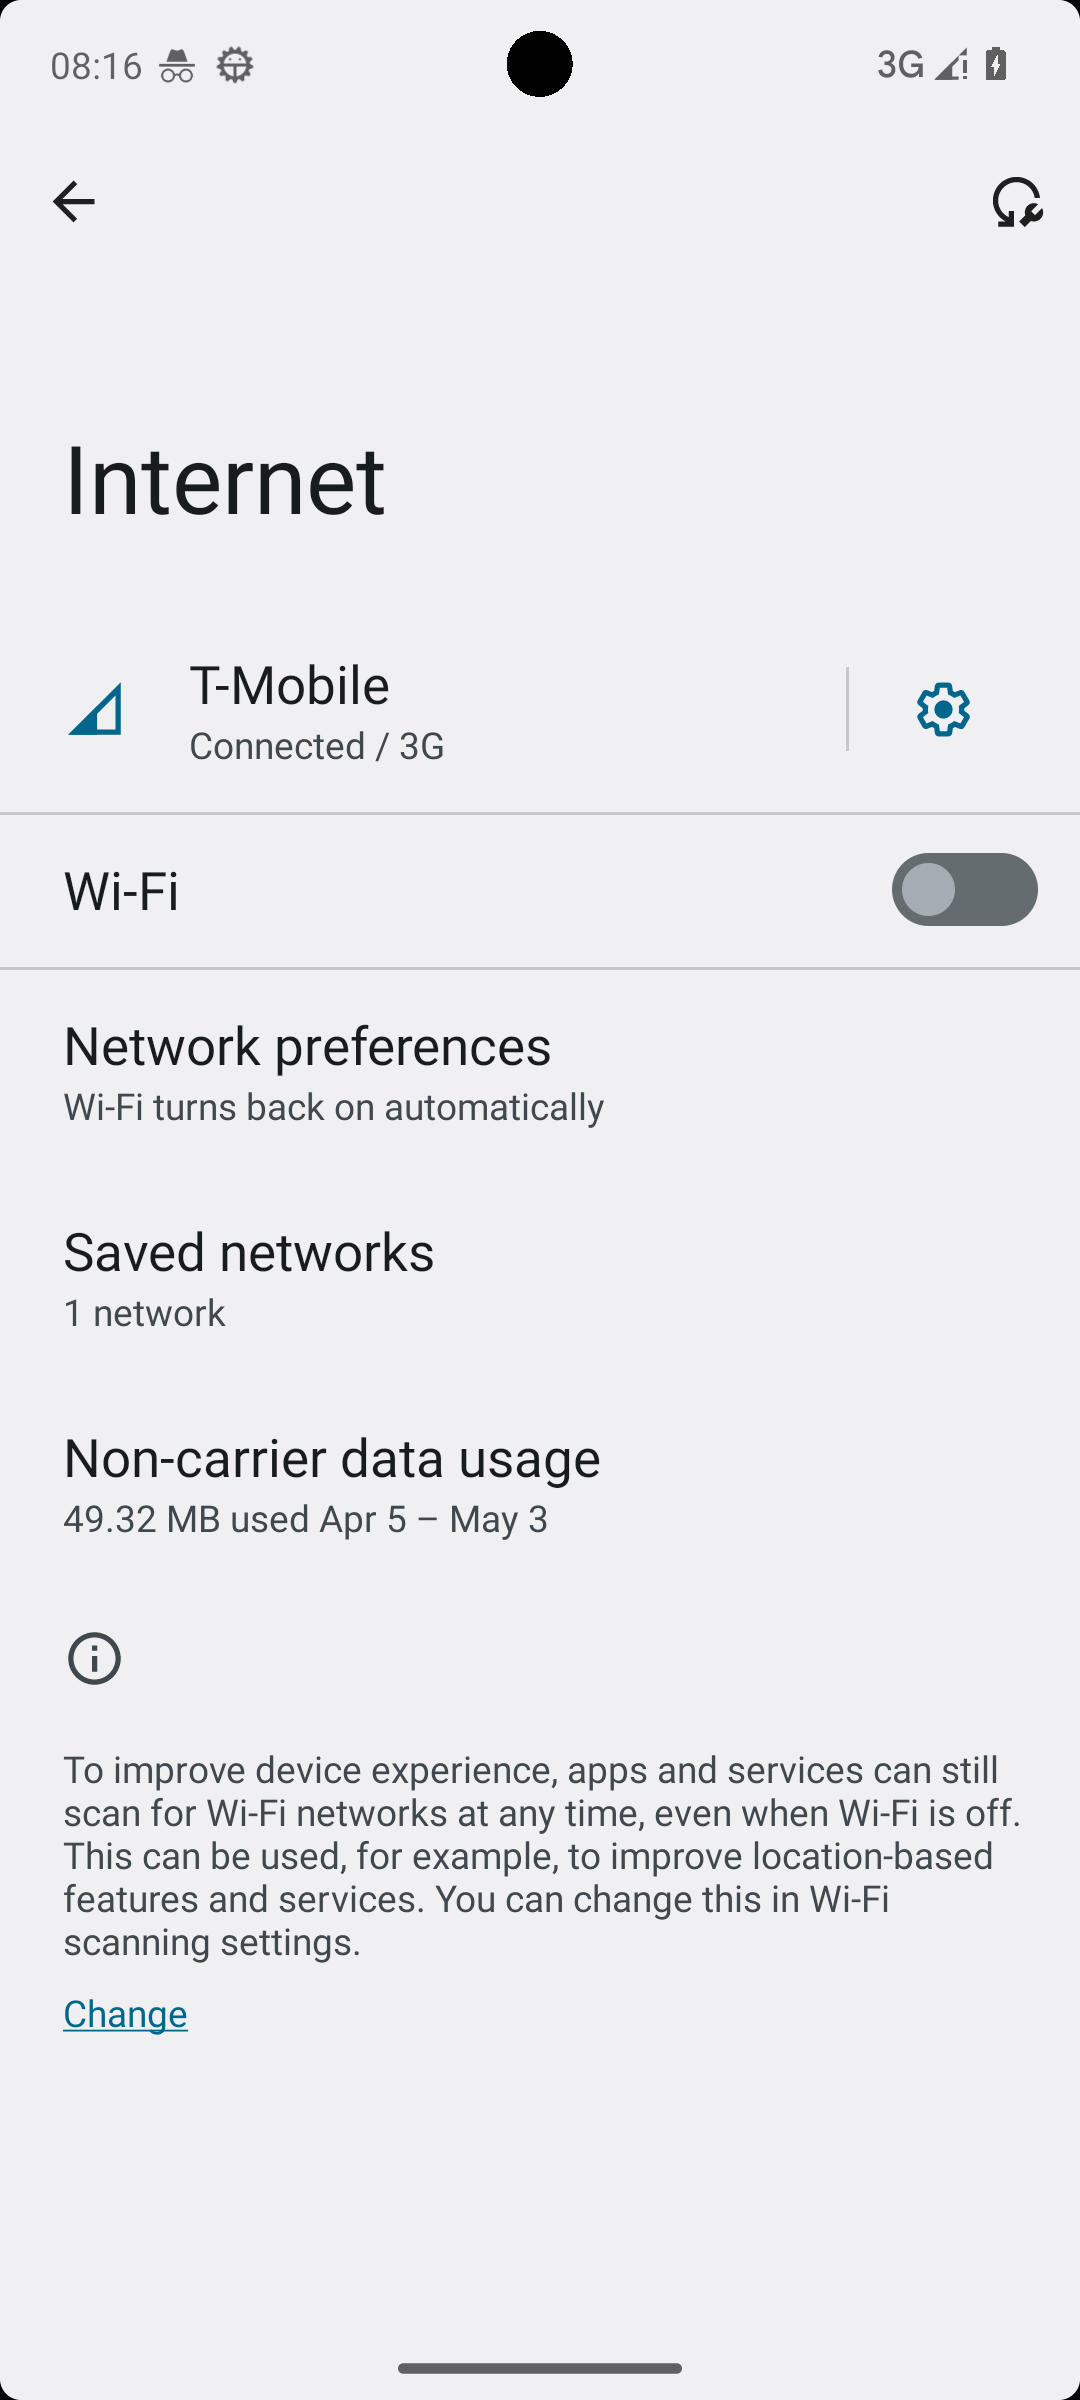 08:16
3G
Internet
T-Mobile
Connected / 3G
Wi-Fi
Network preferences
Wi-Fi turns back on automatically
Saved networks
1 network
Non-carrier data usage
49.32 MB used Apr 5 – May 3
To improve device experience, apps and services can still
scan for Wi-Fi networks at any time, even when Wi-Fi is off.
This can be used, for example, to improve location-based
features and services. You can change this in Wi-Fi
scanning settings.
Change